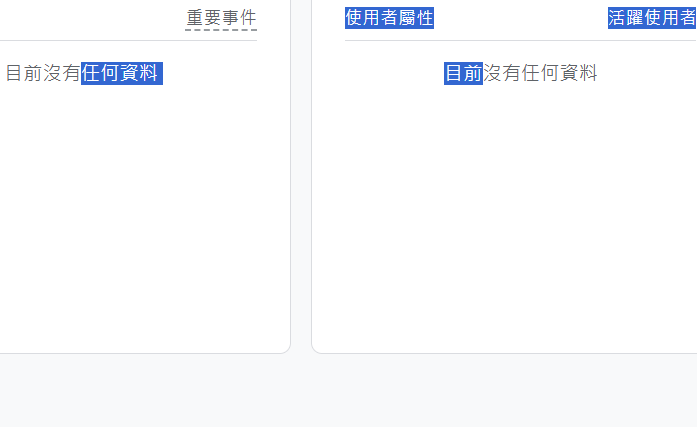 重要事件
目前沒有任何資料
使用者屬性
活躍使用者
目前沒有任何資料